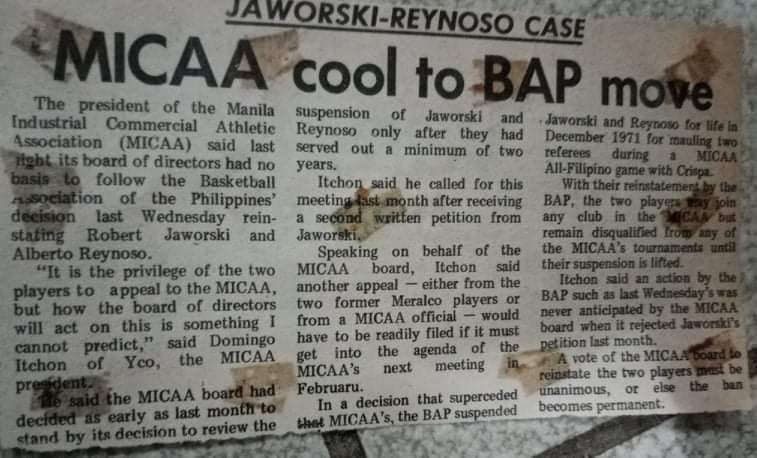 JAWORSKI-REYNOSO CASE
MICAA cool to BAP move
The president of the Manila
Industrial Commercial Athletic
Association (MICAA) said last
night its board of directors had no
basis to follow the Basketball
Association of the Philippines'
decision last Wednesday rein-
stating Robert Jaworski and
Alberto Reynoso.
"It is the privilege of the two
players to appeal to the MICAA,
but how the board of directors
will act on this is something I
cannot predict," said Domingo
Itchon of Yco, the MICAA
president.
He said the MICAA board had
decided as early as last month to
stand by its decision to review the
suspension of Jaworski and
Reynoso only after they had
served out a minimum of two
years.
Itchon said he called for this
meeting last month after receiving
a second written petition from
Jaworski.
Speaking on behalf of the
MICAA board, Itchon said
another appeal — either from the
two former Meralco players or
from a MICAA official — would
have to be readily filed if it must
get into the agenda of the
MICAA's next meeting in
Februaru.
In a decision that superceded
that MICAA's, the BAP suspended
Jaworski and Reynoso for life in
December 1971 for mauling two
referees during a MICAA
All-Filipino game with Crispa.
With their reinstatement by the
BAP, the two players may join
any club in the MICAA but
remain disqualified from any of
the MICAA's tournaments until
their suspension is lifted.
Itchon said an action by the
BAP such as last Wednesday's was
never anticipated by the MICAA
board when it rejected Jaworski's
petition last month.
A vote of the MICAA board to
reinstate the two players must be
unanimous, or else the ban
becomes permanent.